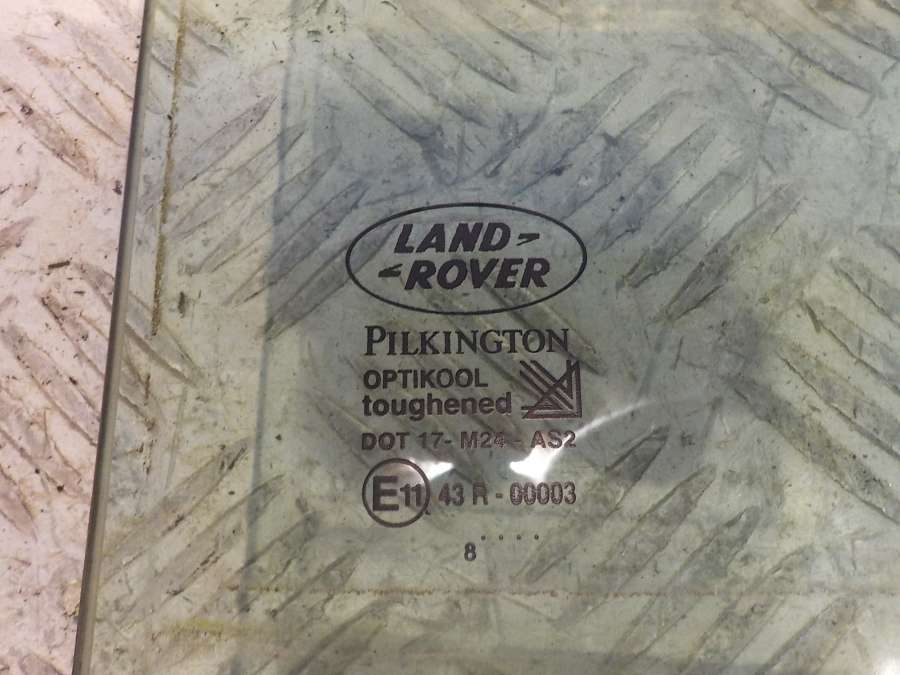 LAND
ROVER
PILKINGTON
OPTIKOOL
toughened
DOT 17- M24 - AS2
E11 43 R - 00003
. . . .
8